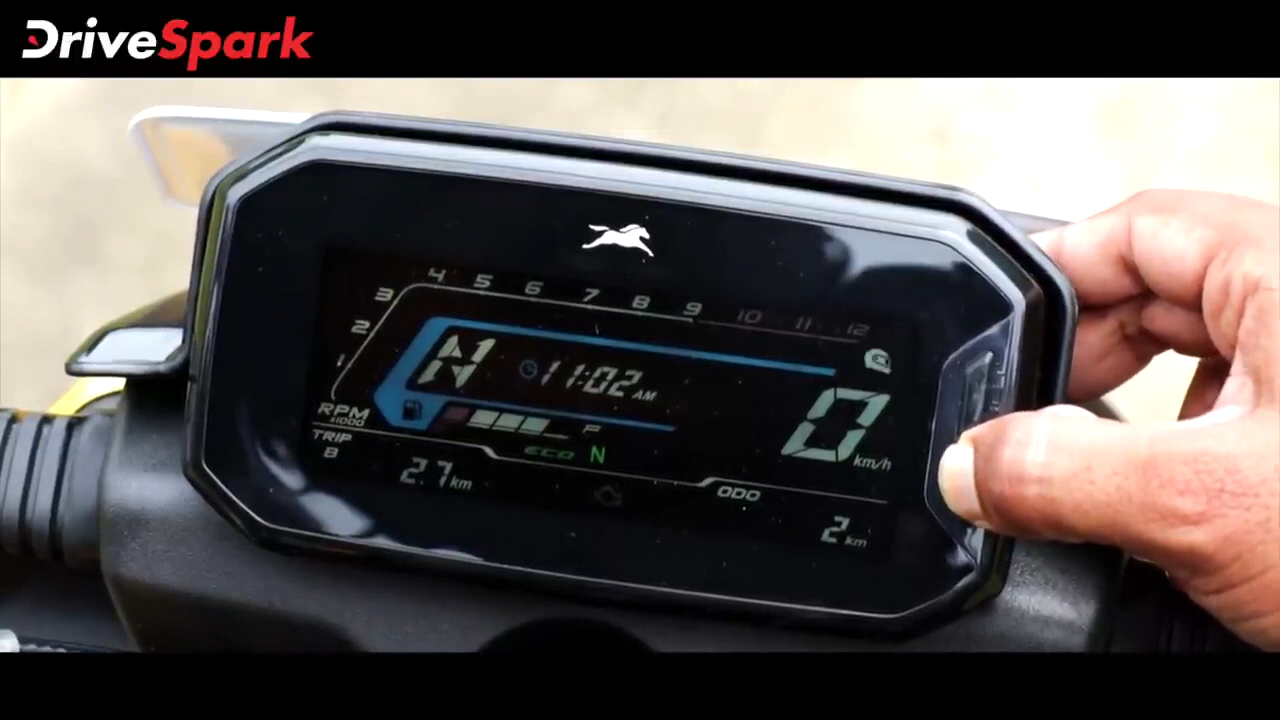 DriveSpark
4 5 6 7 8 9 10 11 12
3
2
1
N 11:02 AM
0 km/h
RPM
x1000
F
TRIP
B
ECO N
2.7 km
ODO
2 km